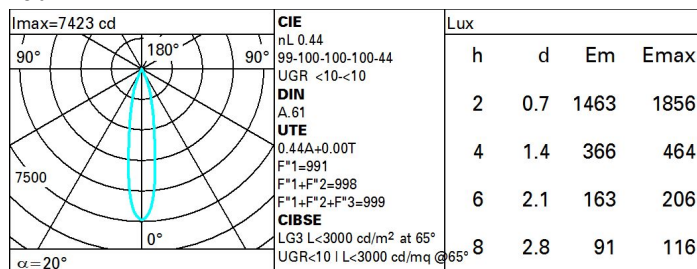 Imax=7423 cd
90°
180°
90°
7500
0°
α=20°
CIE
nL 0.44
99-100-100-100-44
UGR <10-<10
DIN
A.61
UTE
0.44A+0.00T
F"1=991
F"1+F"2=998
F"1+F"2+F"3=999
CIBSE
LG3 L<3000 cd/m² at 65°
UGR<10 | L<3000 cd/mq @65°
Lux
h d Em Emax
2 0.7 1463 1856
4 1.4 366 464
6 2.1 163 206
8 2.8 91 116